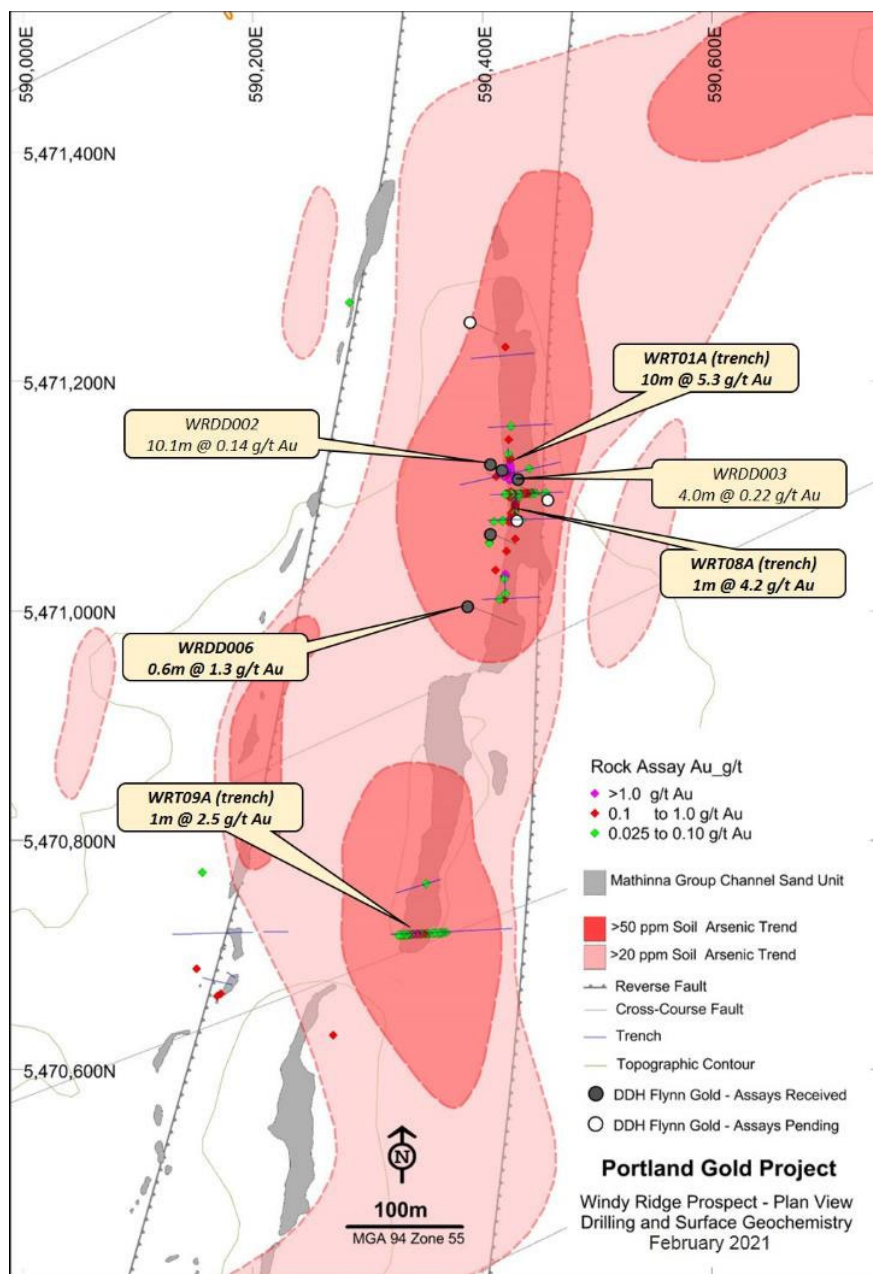 590,000E
590,200E
590,400E
590,600E
5,471,400N
5,471,200N
WRT01A (trench)
10m @ 5.3 g/t Au
WRDD002
10.1m @ 0.14 g/t Au
WRDD003
4.0m @ 0.22 g/t Au
WRT08A (trench)
1m @ 4.2 g/t Au
5,471,000N
WRDD006
0.6m @ 1.3 g/t Au
WRT09A (trench)
1m @ 2.5 g/t Au
5,470,800N
5,470,600N
Rock Assay Au_g/t
>1.0 g/t Au
0.1 to 1.0 g/t Au
0.025 to 0.10 g/t Au
Mathinna Group Channel Sand Unit
>50 ppm Soil Arsenic Trend
>20 ppm Soil Arsenic Trend
Reverse Fault
Cross-Course Fault
Trench
Topographic Contour
DDH Flynn Gold - Assays Received
DDH Flynn Gold - Assays Pending
N
100m
MGA 94 Zone 55
Portland Gold Project
Windy Ridge Prospect - Plan View
Drilling and Surface Geochemistry
February 2021